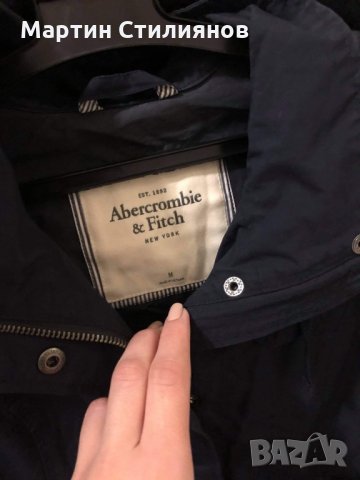 Мартин Стилиянов
EST. 1892
Abercrombie
& Fitch
NEW YORK
M
BAZAR